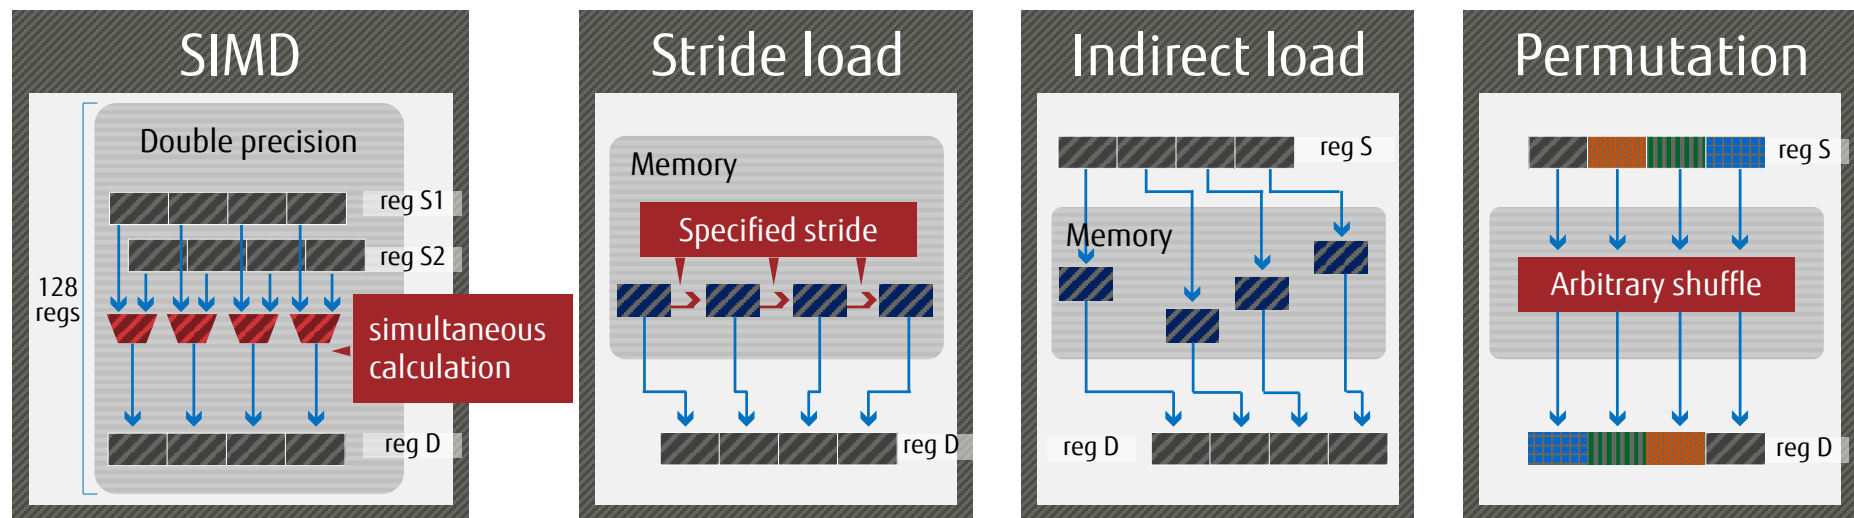 SIMD
Double precision
reg S1
reg S2
128
regs
simultaneous
calculation
reg D
Stride load
Memory
Specified stride
reg D
Indirect load
reg S
Memory
reg D
Permutation
reg S
Arbitrary shuffle
reg D